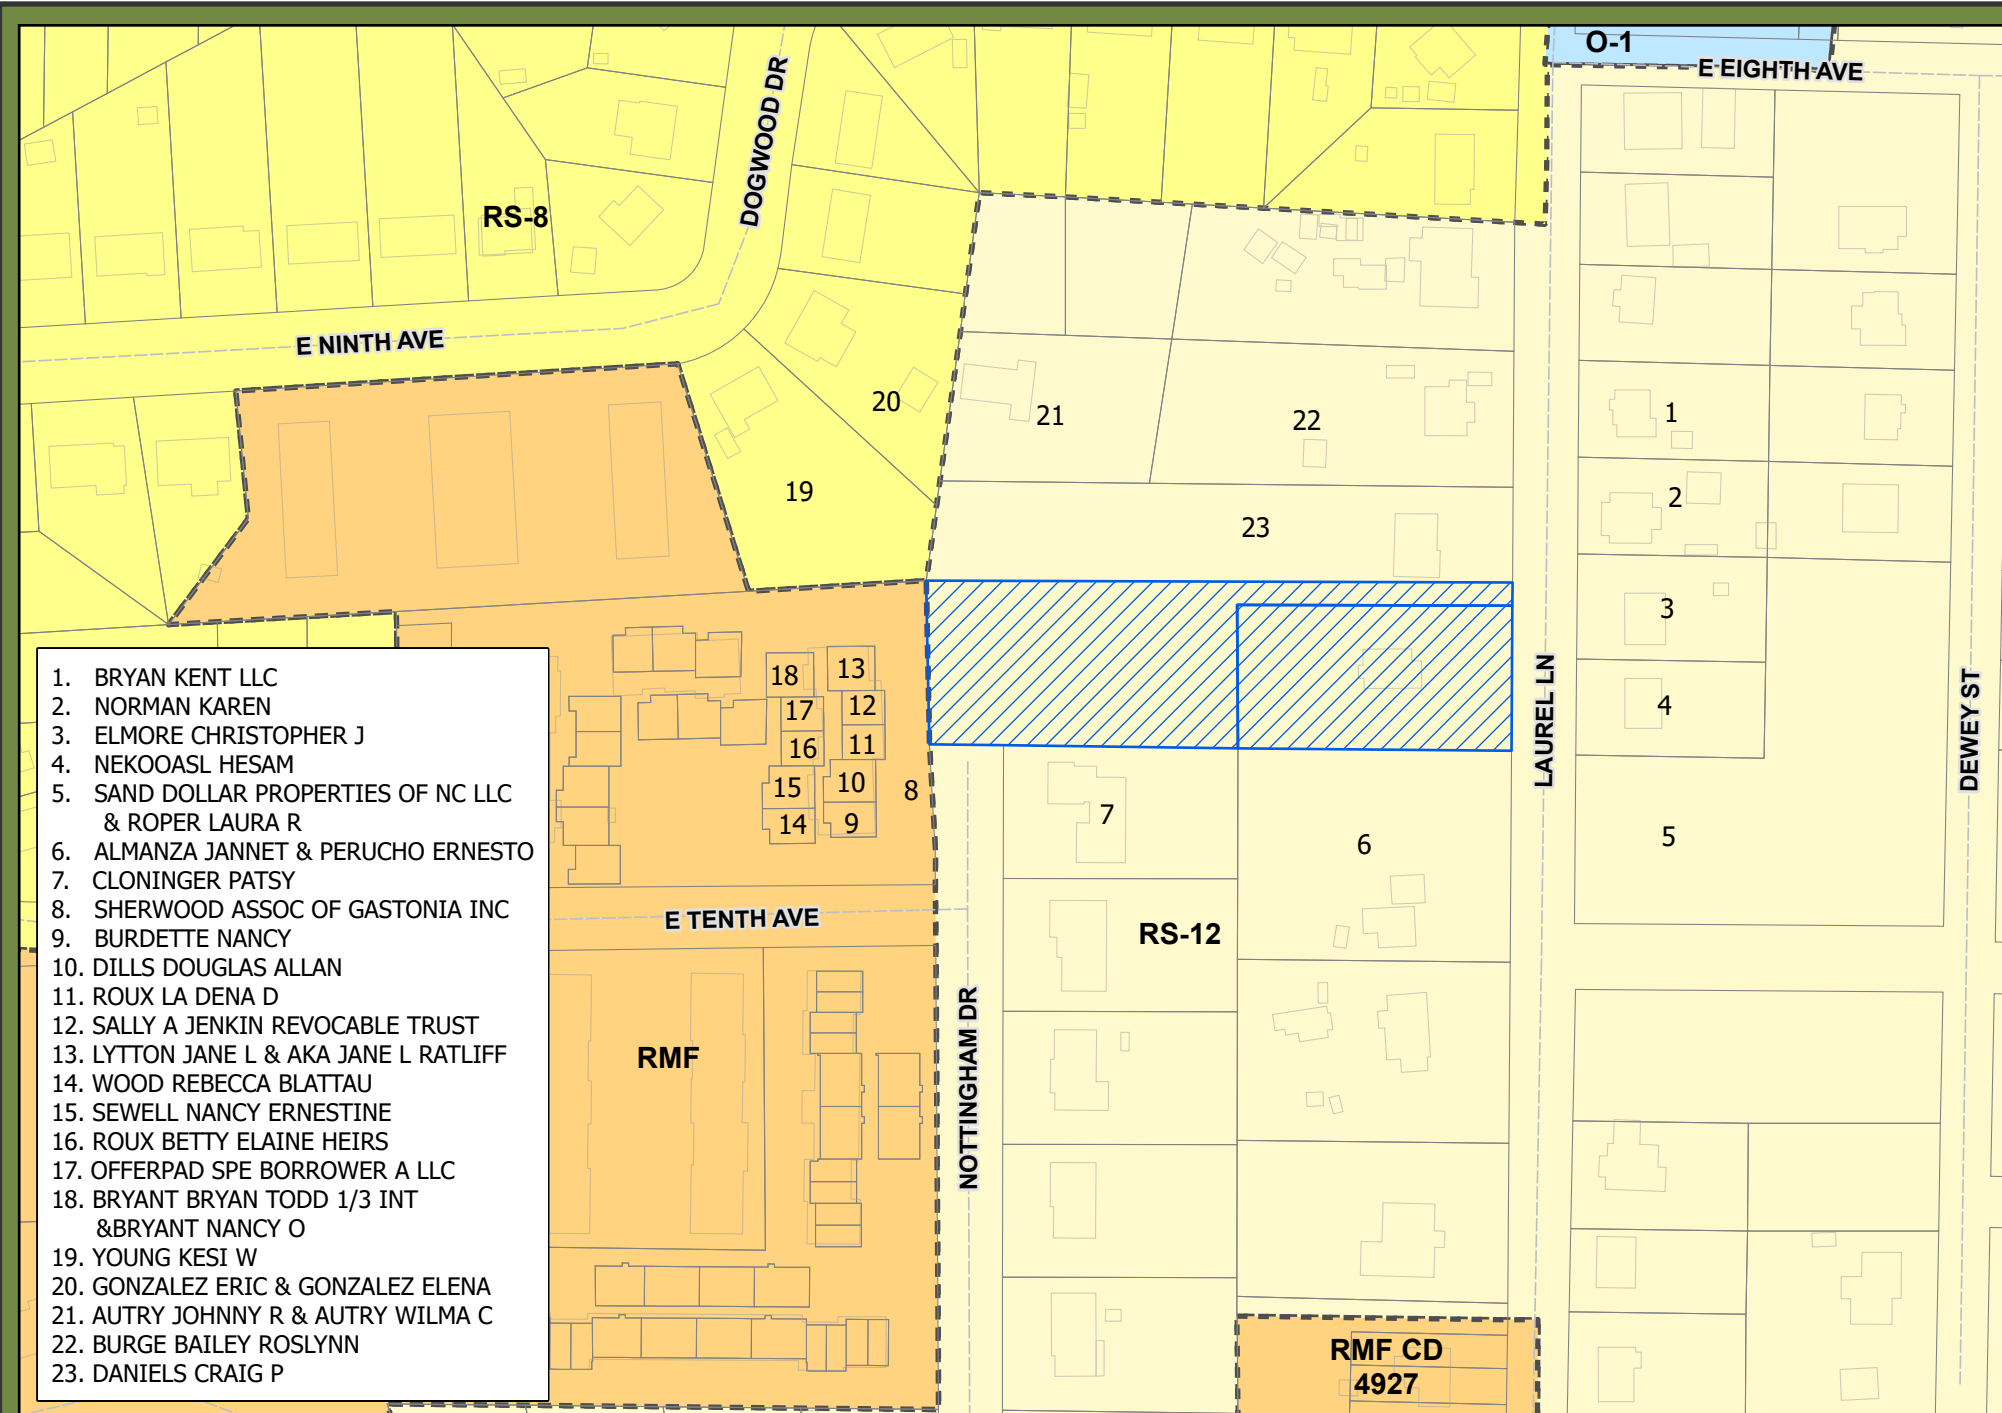 O-1
E EIGHTH AVE
DOGWOOD DR
RS-8
E NINTH AVE
20
21
22
1
19
2
23
3
18
13
17
12
4
16
11
15
10
8
14
9
7
6
5
LAUREL LN
DEWEY ST
E TENTH AVE
RS-12
NOTTINGHAM DR
RMF
RMF CD
4927
1. BRYAN KENT LLC
2. NORMAN KAREN
3. ELMORE CHRISTOPHER J
4. NEKOOASL HESAM
5. SAND DOLLAR PROPERTIES OF NC LLC
& ROPER LAURA R
6. ALMANZA JANNET & PERUCHO ERNESTO
7. CLONINGER PATSY
8. SHERWOOD ASSOC OF GASTONIA INC
9. BURDETTE NANCY
10. DILLS DOUGLAS ALLAN
11. ROUX LA DENA D
12. SALLY A JENKIN REVOCABLE TRUST
13. LYTTON JANE L & AKA JANE L RATLIFF
14. WOOD REBECCA BLATTAU
15. SEWELL NANCY ERNESTINE
16. ROUX BETTY ELAINE HEIRS
17. OFFERPAD SPE BORROWER A LLC
18. BRYANT BRYAN TODD 1/3 INT
&BRYANT NANCY O
19. YOUNG KESI W
20. GONZALEZ ERIC & GONZALEZ ELENA
21. AUTRY JOHNNY R & AUTRY WILMA C
22. BURGE BAILEY ROSLYNN
23. DANIELS CRAIG P